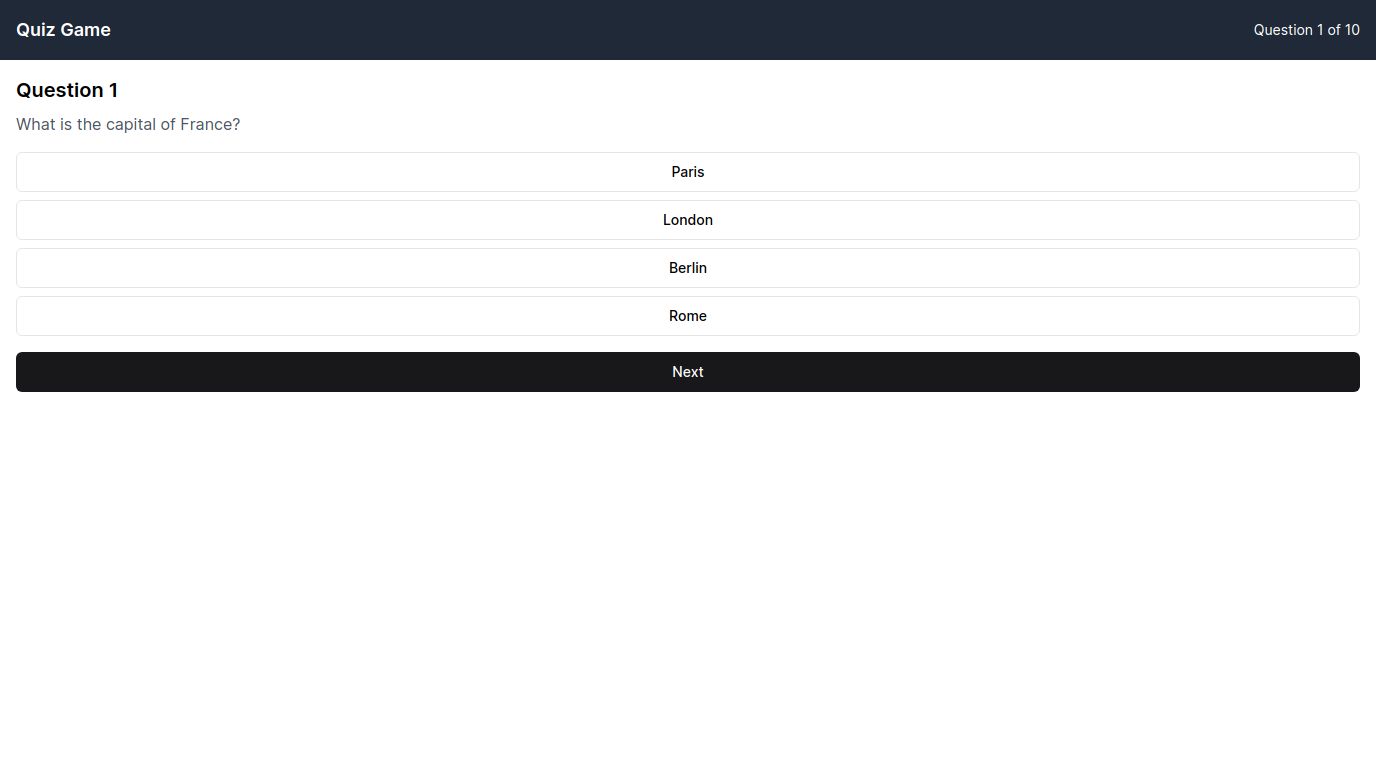 Quiz Game
Question 1 of 10
Question 1
What is the capital of France?
Paris
London
Berlin
Rome
Next